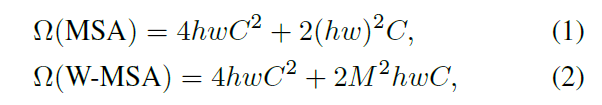 Ω(MSA) = 4hwC² + 2(hw)²C, (1)
Ω(W-MSA) = 4hwC² + 2M²hwC, (2)